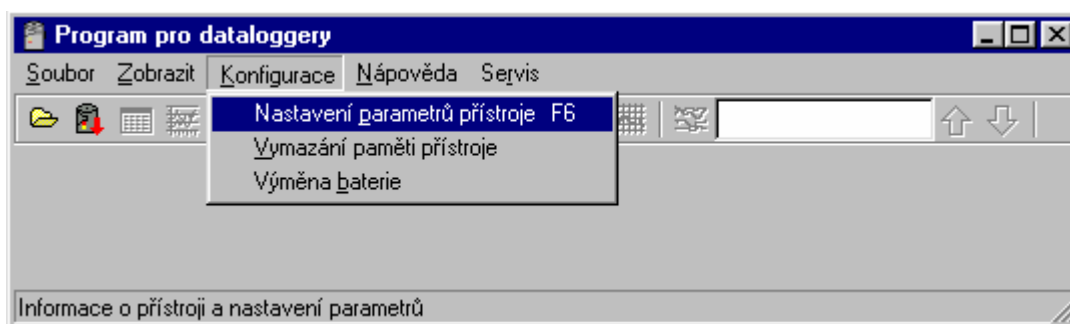 Program pro dataloggery
Soubor Zobrazit Konfigurace Nápověda Servis
Nastavení parametrů přístroje F6
Vymazání paměti přístroje
Výměna baterie
Informace o přístroji a nastavení parametrů